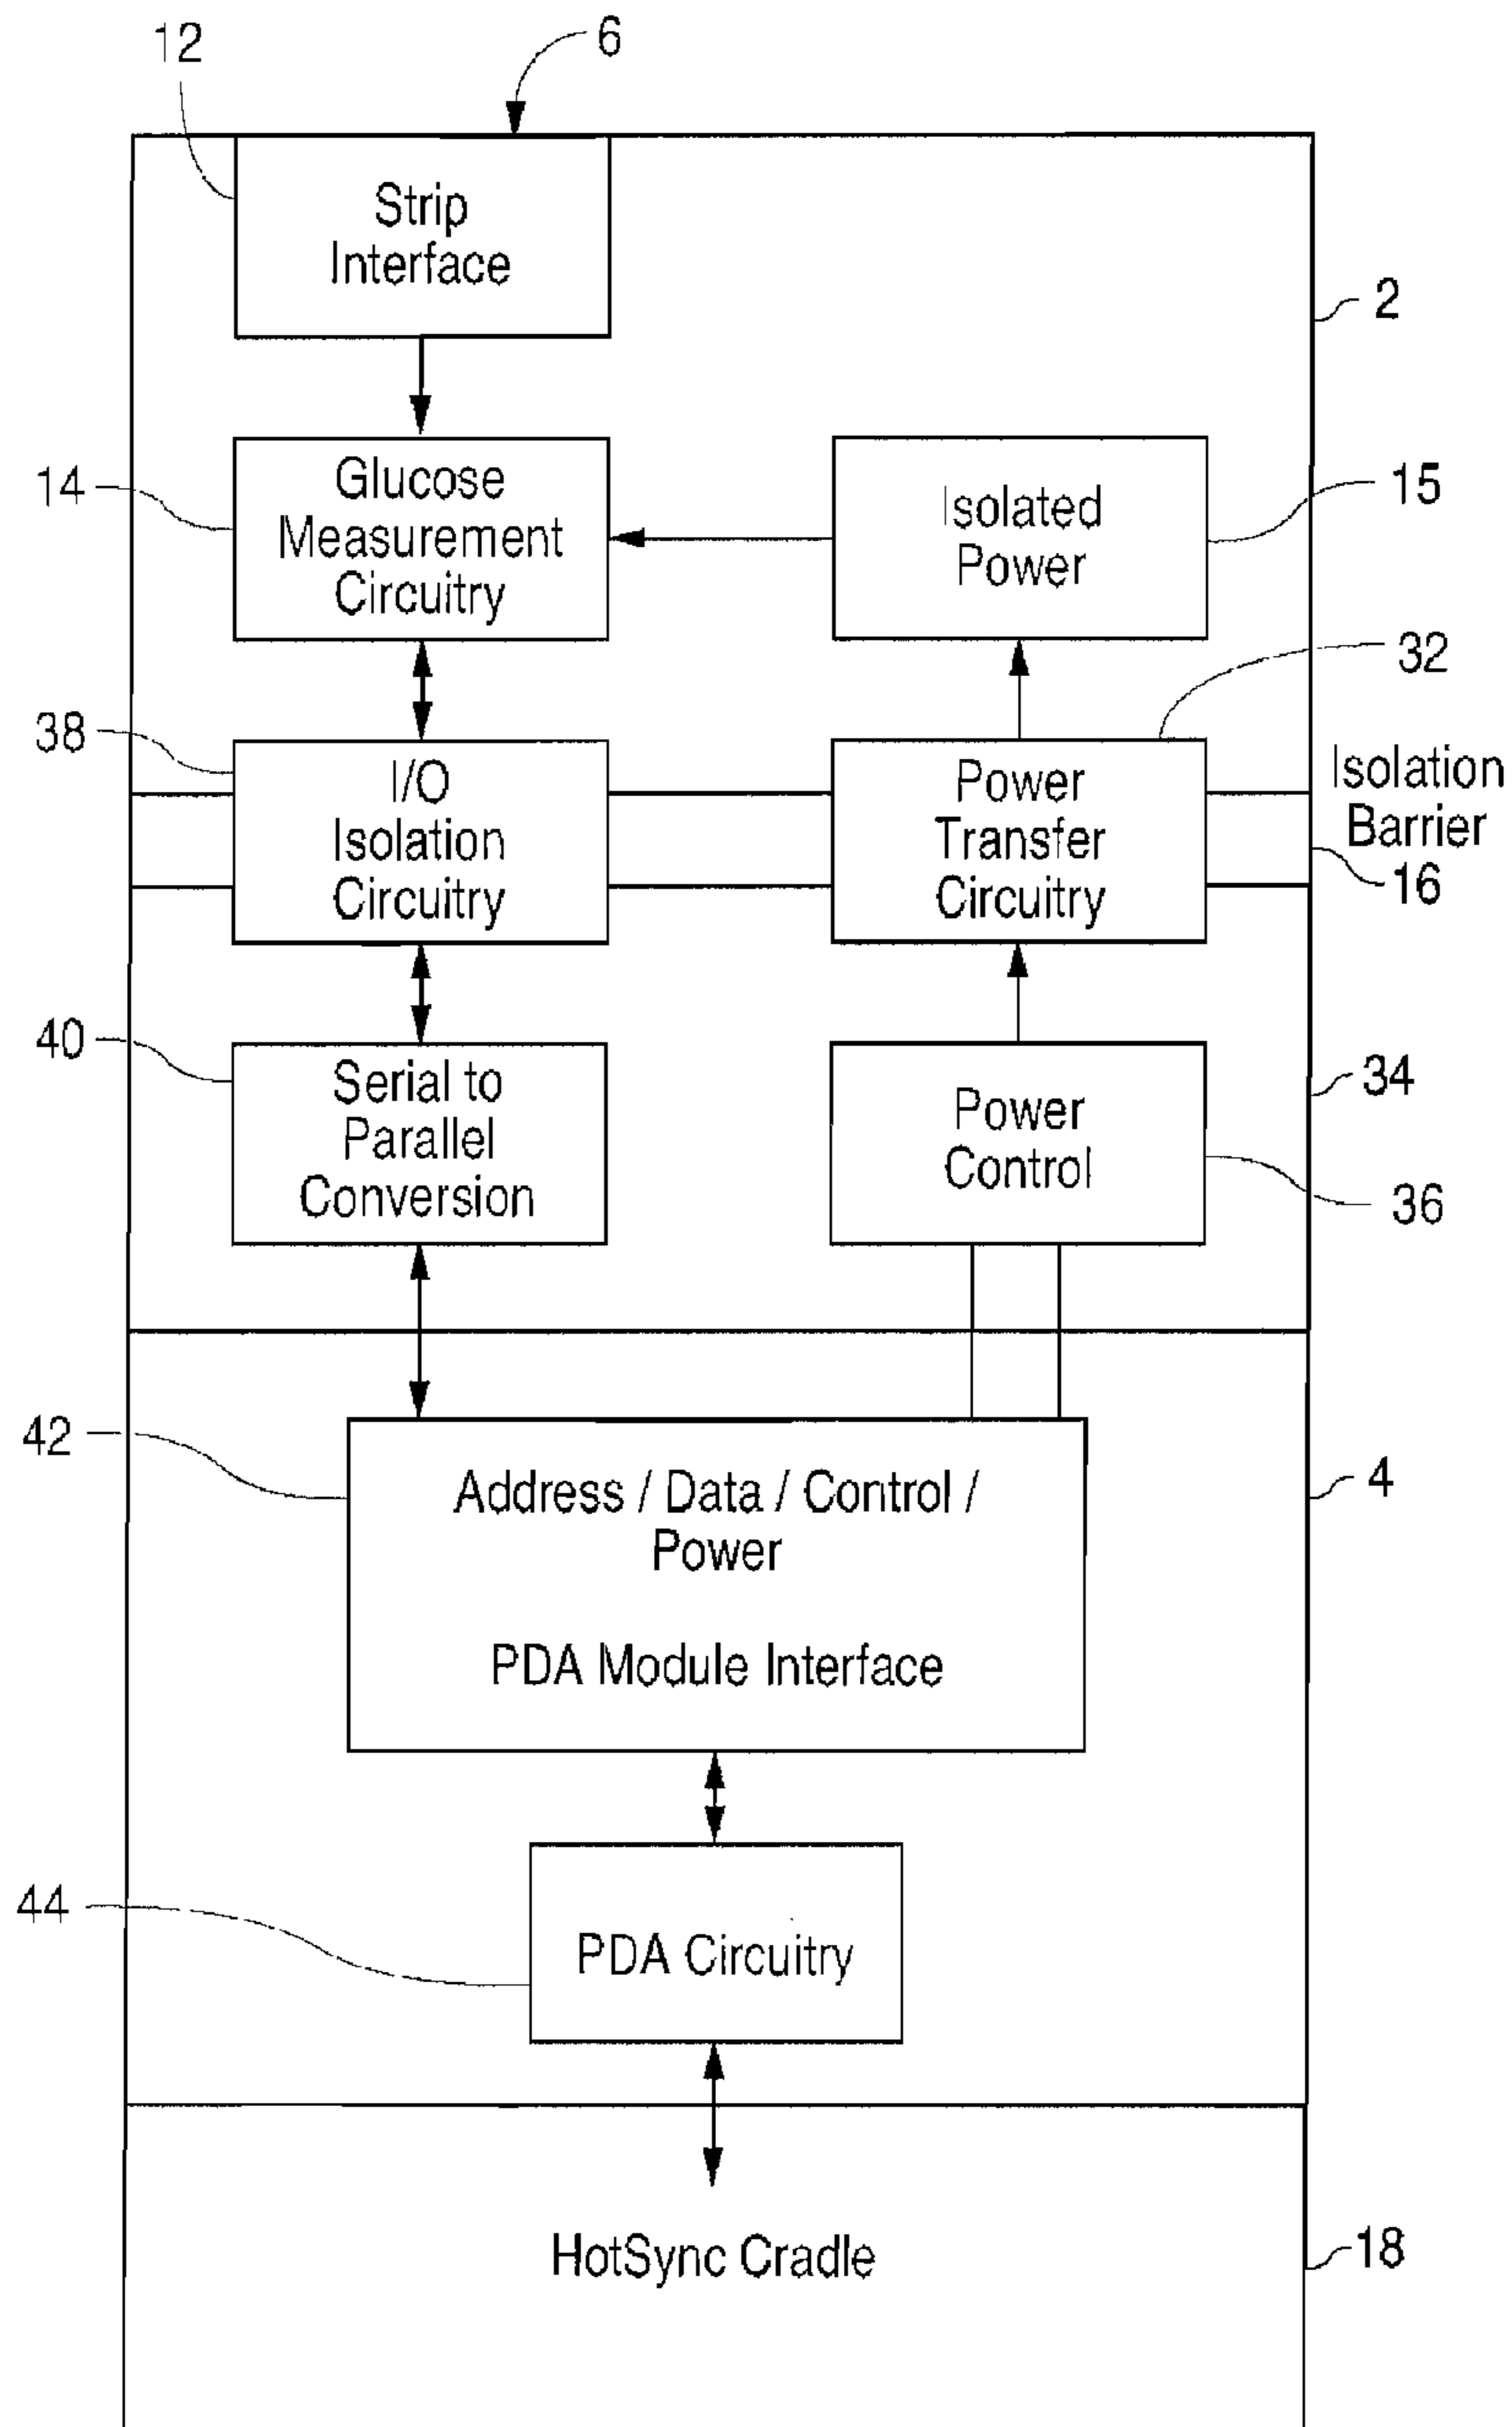 12
6
Strip
Interface
2
14
Glucose
Measurement
Circuitry
Isolated
Power
15
32
38
I/O
Isolation
Circuitry
Power
Transfer
Circuitry
Isolation
Barrier
16
40
Serial to
Parallel
Conversion
Power
Control
34
36
42
Address / Data / Control /
Power
PDA Module Interface
4
44
PDA Circuitry
HotSync Cradle
18